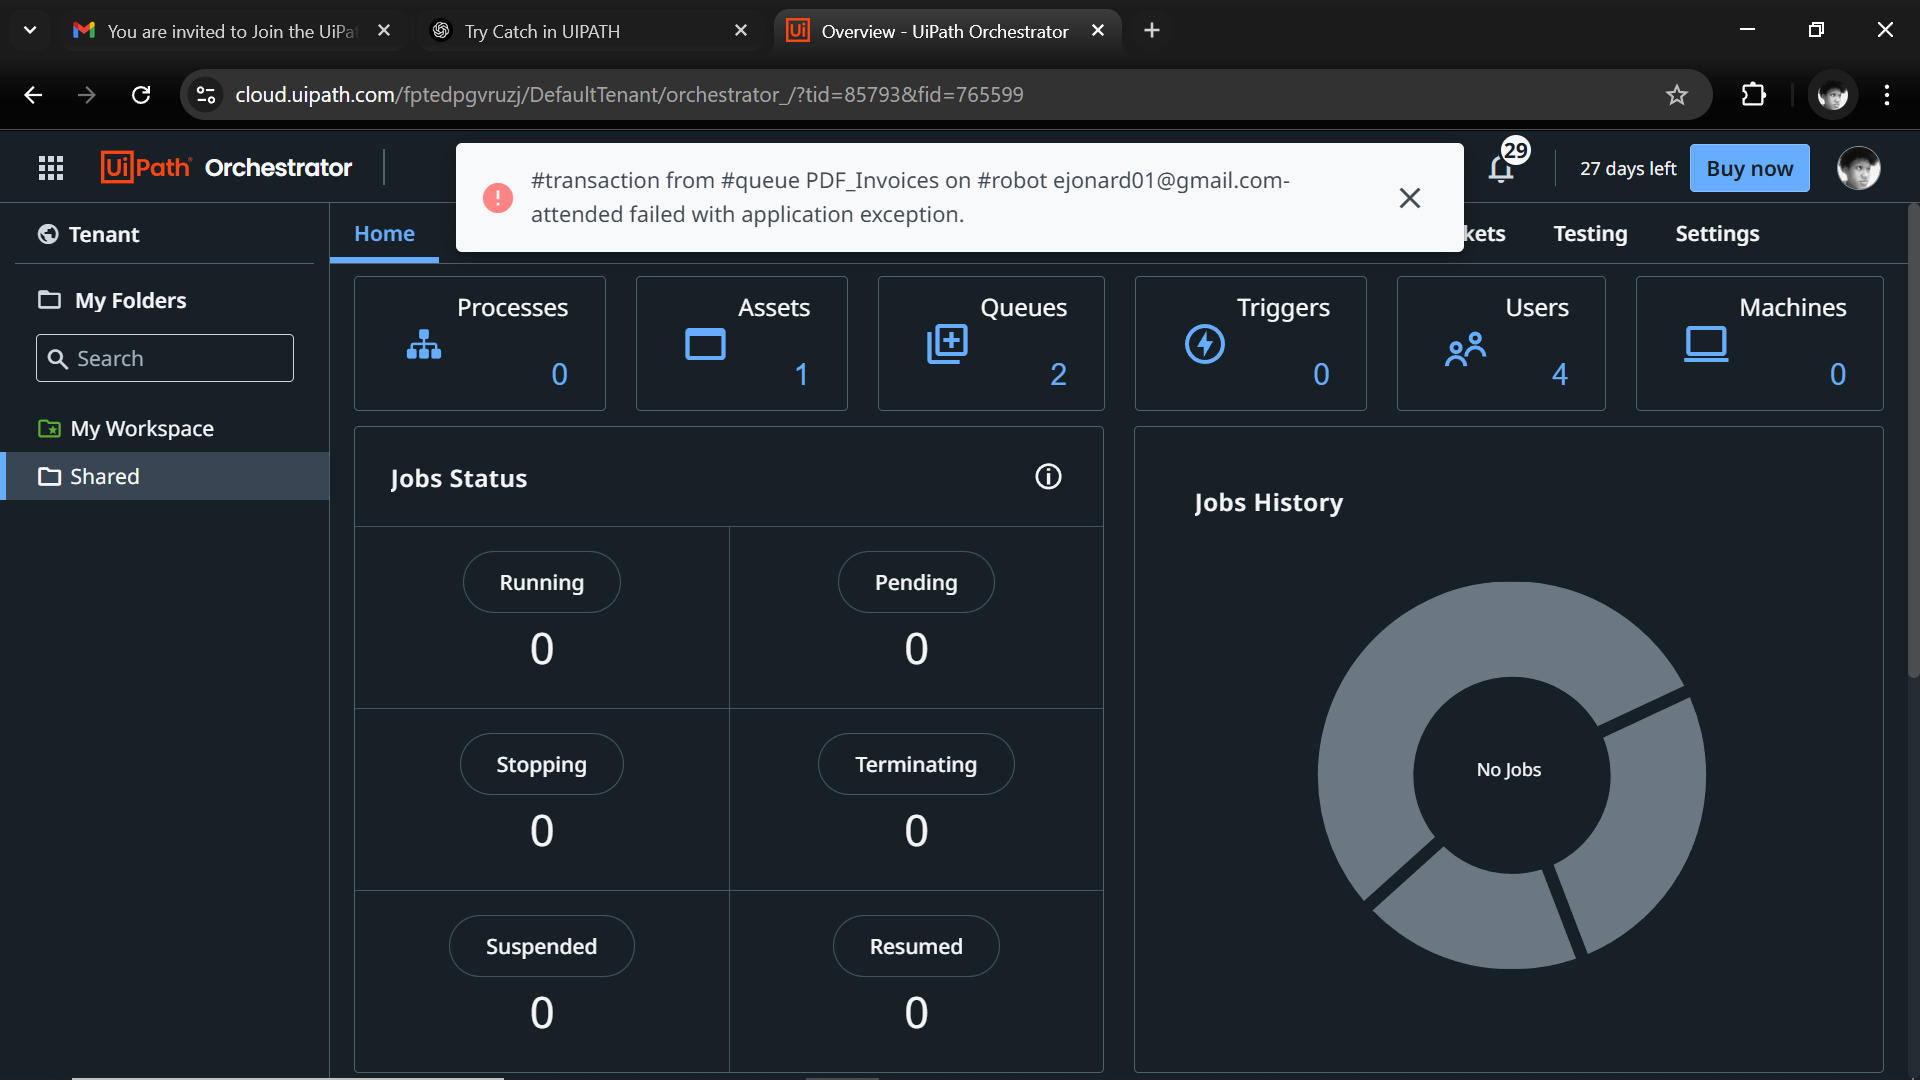 You are invited to Join the UiPa
Try Catch in UIPATH
Overview - UiPath Orchestrator
cloud.uipath.com/fptedpgvruzj/DefaultTenant/orchestrator_/?tid=85793&fid=765599
UiPath Orchestrator
#transaction from #queue PDF_Invoices on #robot ejonard01@gmail.com-
attended failed with application exception.
29
27 days left
Buy now
Tenant
Home
kets
Testing
Settings
My Folders
Search
My Workspace
Shared
Processes
0
Assets
1
Queues
2
Triggers
0
Users
4
Machines
0
Jobs Status
Running
0
Pending
0
Stopping
0
Terminating
0
Suspended
0
Resumed
0
Jobs History
No Jobs